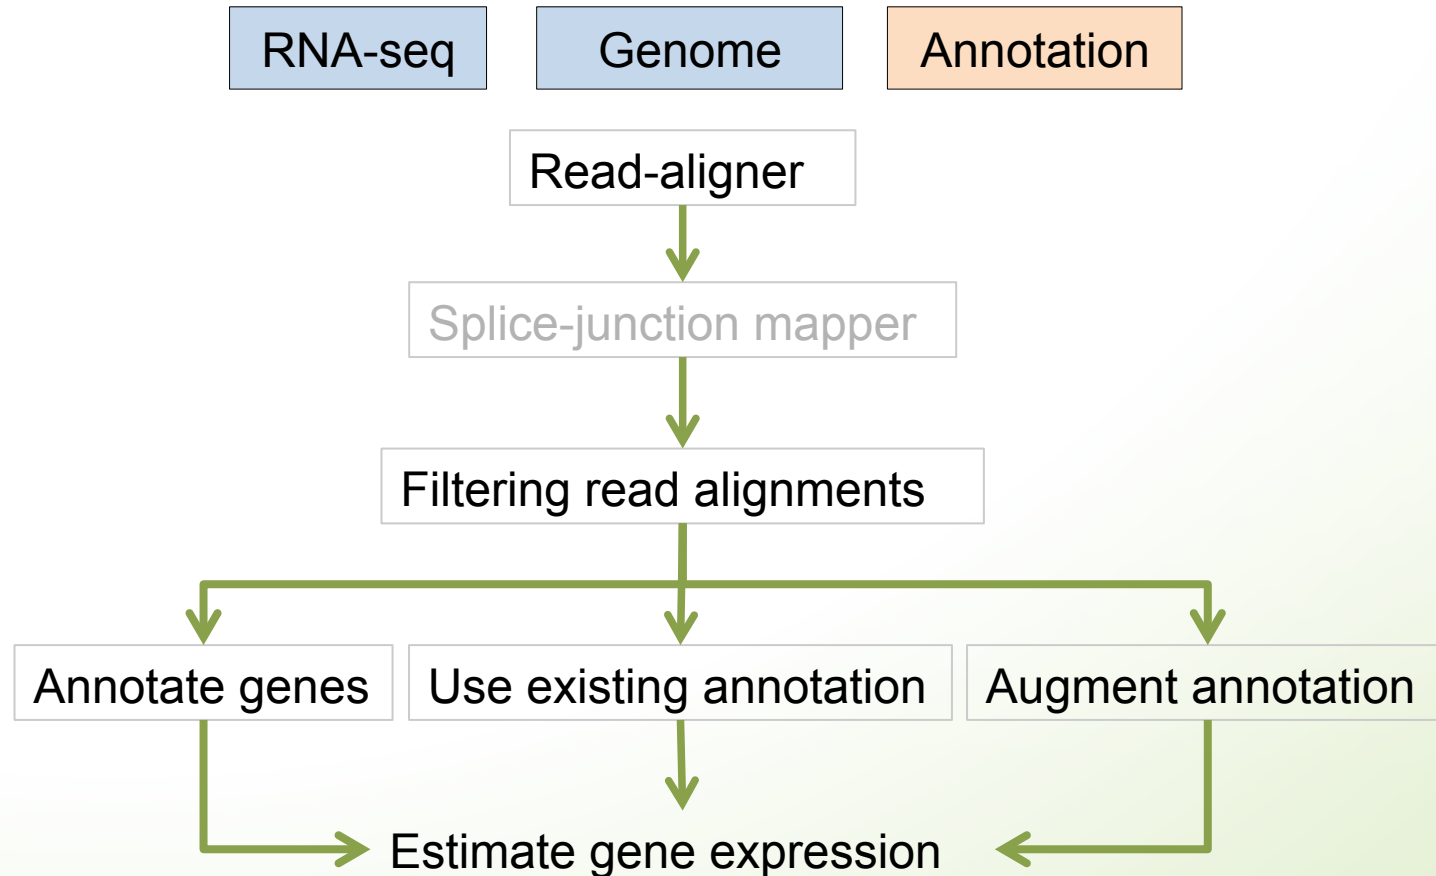 RNA-seq
Genome
Annotation
Read-aligner
Splice-junction mapper
Filtering read alignments
Annotate genes
Use existing annotation
Augment annotation
Estimate gene expression